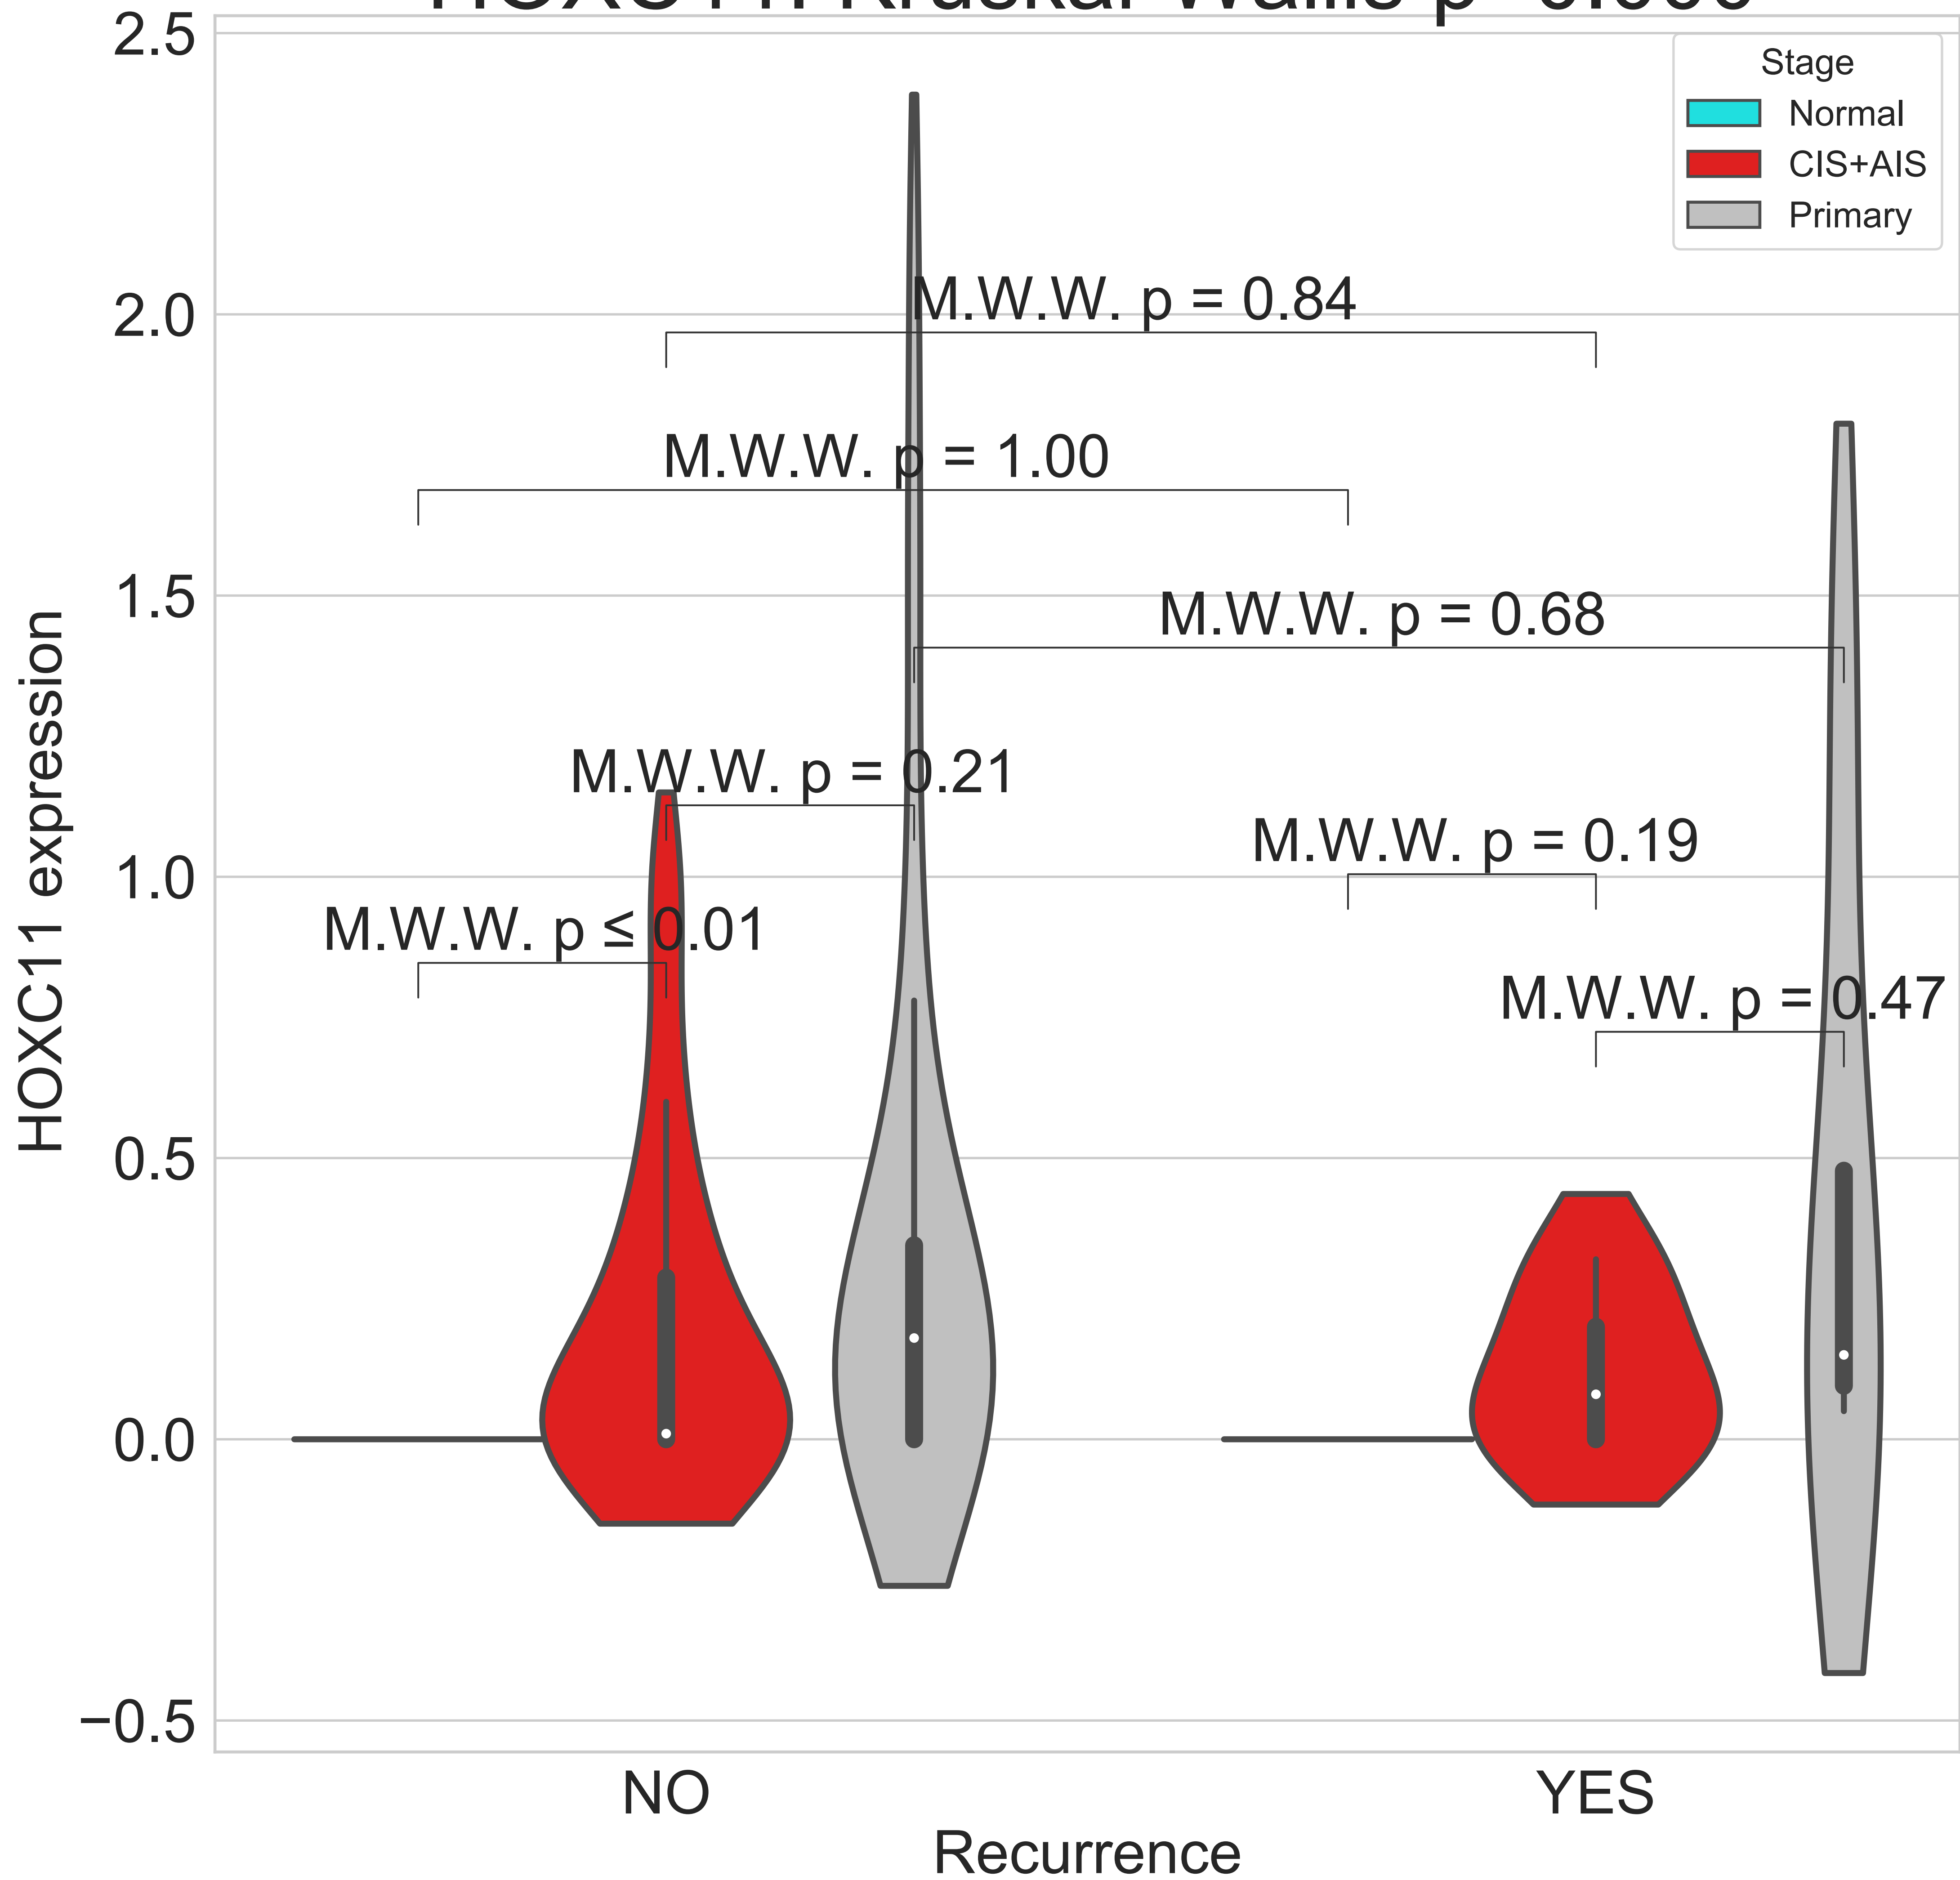 2.5
Stage
Normal
CIS+AIS
Primary
M.W.W. p = 0.84
2.0
M.W.W. p = 1.00
M.W.W. p = 0.68
1.5
M.W.W. p = 0.21
M.W.W. p = 0.19
1.0
M.W.W. p ≤ 0.01
M.W.W. p = 0.47
HOXC11 expression
0.5
0.0
−0.5
NO
YES
Recurrence